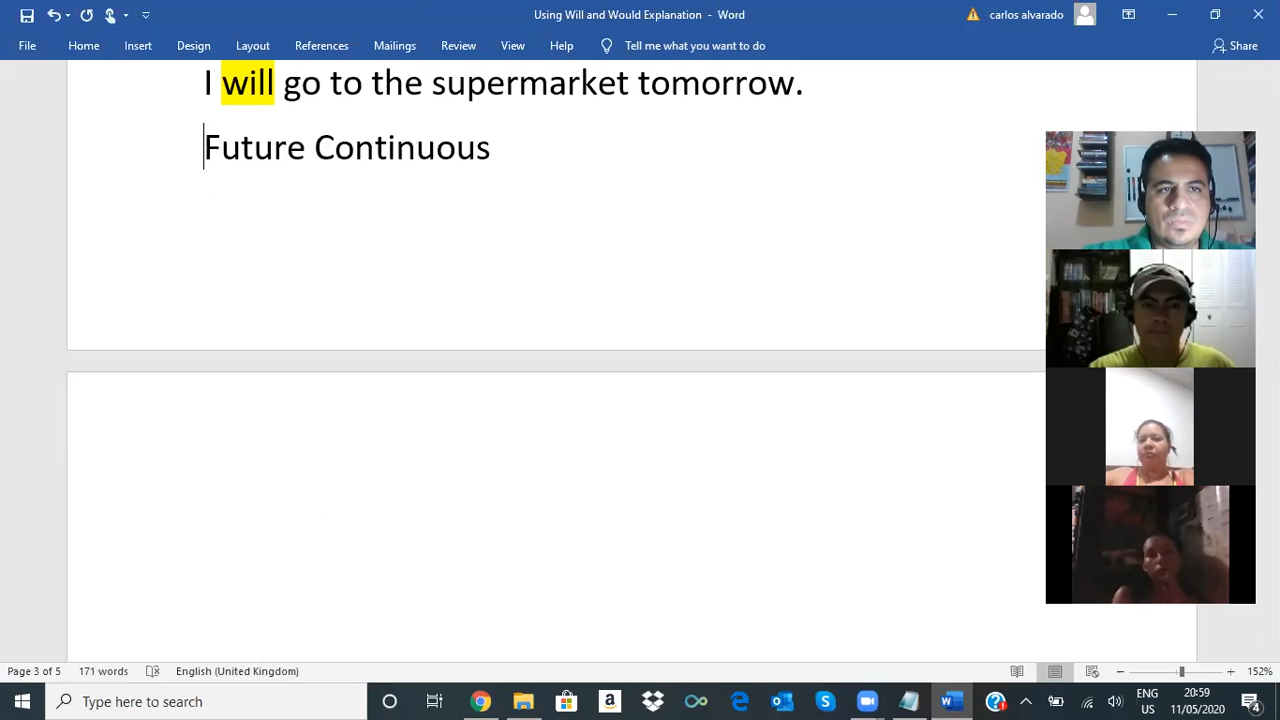 Using Will and Would Explanation - Word
carlos alvarado
File Home Insert Design Layout References Mailings Review View Help Tell me what you want to do Share
I will go to the supermarket tomorrow.
Future Continuous
Page 3 of 5 171 words English (United Kingdom) 152%
Type here to search
ENG 20:59
US 11/05/2020
4